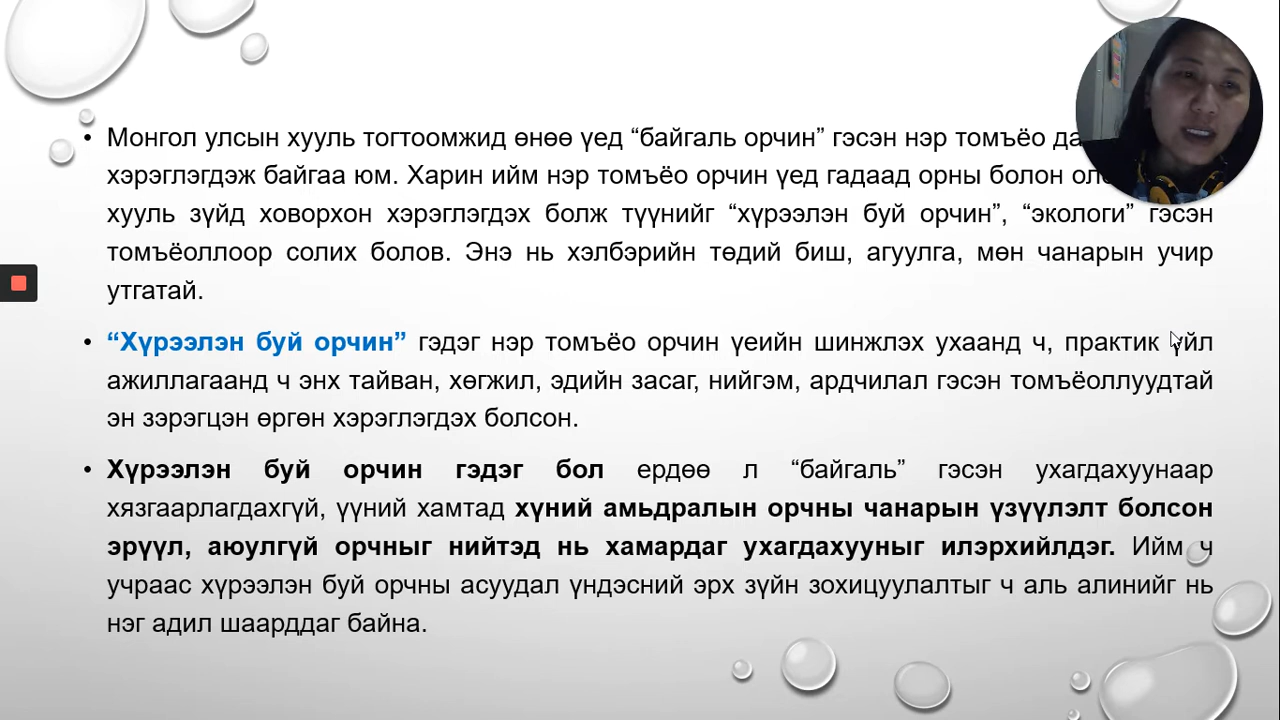 Монгол улсын хууль тогтоомжид өнөө үед “байгаль орчин” гэсэн нэр томъёо
хэрэглэгдэж байгаа юм. Харин ийм нэр томъёо орчин үед гадаад орны болон
хууль зүйд ховорхон хэрэглэгдэх болж түүнийг “хүрээлэн буй орчин”, “экологи” гэсэн
томъёоллоор солих болов. Энэ нь хэлбэрийн төдий биш, агуулга, мөн чанарын учир
утгатай.
“Хүрээлэн буй орчин” гэдэг нэр томъёо орчин үеийн шинжлэх ухаанд ч, практик үйл
ажиллагаанд ч энх тайван, хөгжил, эдийн засаг, нийгэм, ардчилал гэсэн томъёоллуудтай
эн зэрэгцэн өргөн хэрэглэгдэх болсон.
Хүрээлэн буй орчин гэдэг бол ердөө л “байгаль” гэсэн ухагдахуунаар
хязгаарлагдахгүй, үүний хамтад хүний амьдралын орчны чанарын үзүүлэлт болсон
эрүүл, аюулгүй орчныг нийтэд нь хамардаг ухагдахууныг илэрхийлдэг. Ийм ч
учраас хүрээлэн буй орчны асуудал үндэсний эрх зүйн зохицуулалтыг ч аль алинийг нь
нэг адил шаарддаг байна.